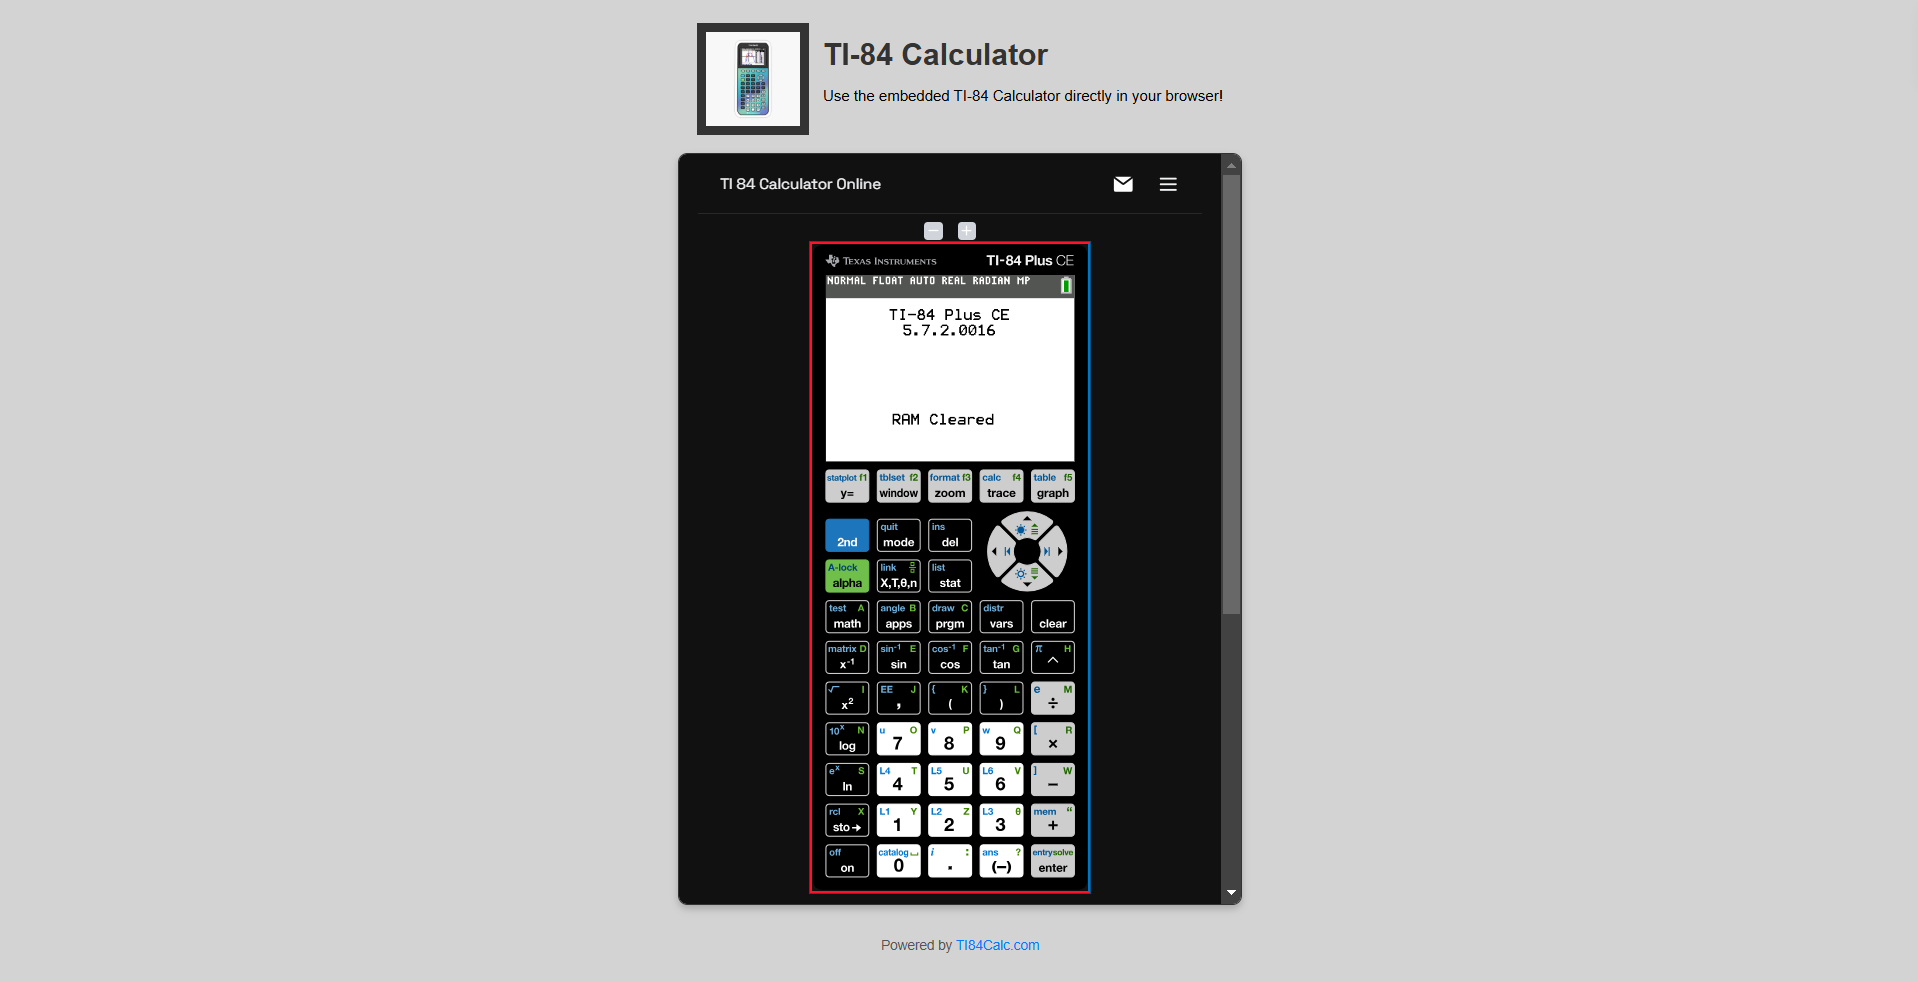 TI-84 Calculator
Use the embedded TI-84 Calculator directly in your browser!
TI 84 Calculator Online
TEXAS INSTRUMENTS TI-84 Plus CE
NORMAL FLOAT AUTO REAL RADIAN MP
TI-84 Plus CE
5.7.2.0016
RAM Cleared
statplot f1 tblset f2 format f3 calc f4 table f5
y= window zoom trace graph
quit ins
2nd mode del
A-lock link list
alpha X,T,θ,n stat
test A angle B draw C distr
math apps prgm vars clear
matrix D sin-1 E cos-1 F tan-1 G π H
x-1 sin cos tan ^
√ I EE J { K } L e M
x2 , ( ) ÷
10x N u O v P w Q [ R
log 7 8 9 ×
ex S L4 T L5 U L6 V ] W
ln 4 5 6 −
rcl X L1 Y L2 Z L3 θ mem “
sto→ 1 2 3 +
off catalog i : ans ? entry solve
on 0 . (−) enter
Powered by TI84Calc.com